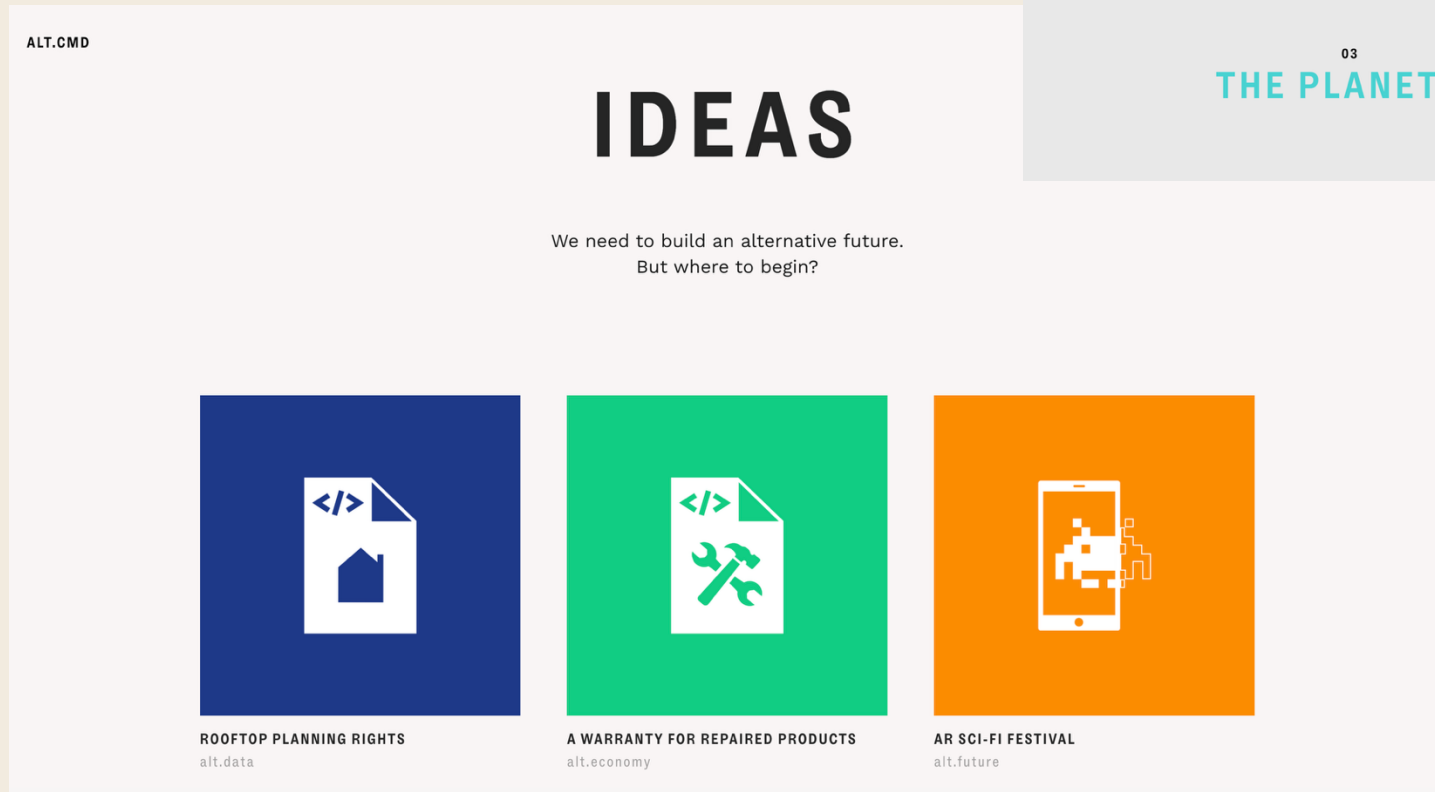 ALT.CMD
03
THE PLANET
IDEAS
We need to build an alternative future.
But where to begin?
</>
</>
ROOFTOP PLANNING RIGHTS
alt.data
A WARRANTY FOR REPAIRED PRODUCTS
alt.economy
AR SCI-FI FESTIVAL
alt.future